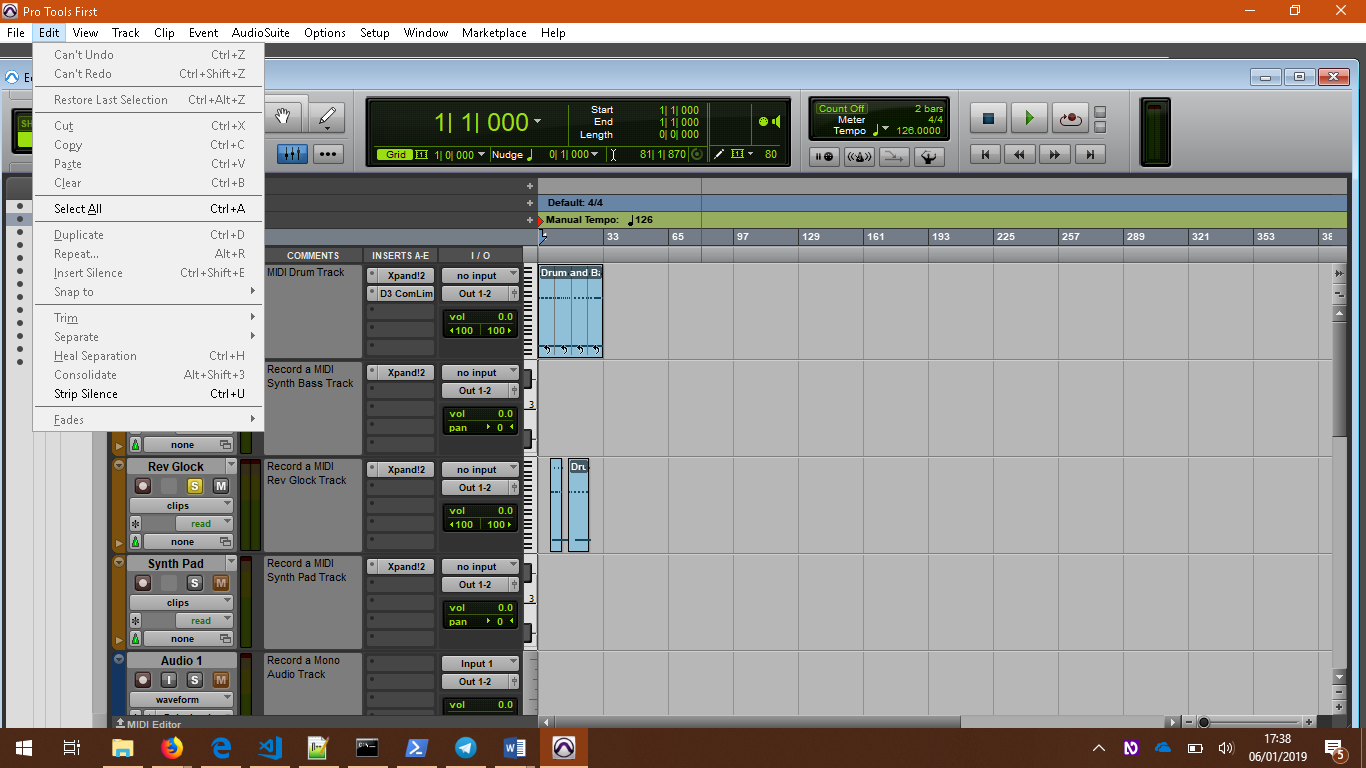 Pro Tools First
File Edit View Track Clip Event AudioSuite Options Setup Window Marketplace Help
Can't Undo Ctrl+Z
Can't Redo Ctrl+Shift+Z
Restore Last Selection Ctrl+Alt+Z
Cut Ctrl+X
Copy Ctrl+C
Paste Ctrl+V
Clear Ctrl+B
Select All Ctrl+A
Duplicate Ctrl+D
Repeat... Alt+R
Insert Silence Ctrl+Shift+E
Snap to
Trim
Separate
Heal Separation Ctrl+H
Consolidate Alt+Shift+3
Strip Silence Ctrl+U
Fades
1| 1| 000
Start 1| 1| 000
End 1| 1| 000
Length 0| 0| 000
Grid 1| 0| 000 Nudge 0| 1| 000 81| 1| 870 80
Count Off 2 bars
Meter 4/4
Tempo 126.0000
Default: 4/4
Manual Tempo: 126
33 65 97 129 161 193 225 257 289 321 353
COMMENTS INSERTS A-E I / O
MIDI Drum Track Xpand!2 no input Drum and Ba
D3 ComLim Out 1-2
vol 0.0
100 100
Record a MIDI Xpand!2 no input
Synth Bass Track Out 1-2
vol 0.0
pan 0
3
none
Rev Glock Record a MIDI Xpand!2 no input Dru
Rev Glock Track Out 1-2
S M
clips vol 0.0
read 100 100
none
Synth Pad Record a MIDI Xpand!2 no input
Synth Pad Track Out 1-2
S M
clips vol 0.0
read pan 0
3
none
Audio 1 Record a Mono Input 1
Audio Track Out 1-2
I S M
waveform vol 0.0
MIDI Editor
17:38
06/01/2019
5